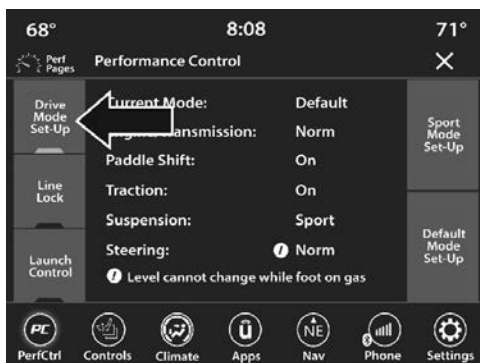 68° 8:08 71°
Perf Pages Performance Control
Drive Mode Set-Up
Line Lock
Launch Control
Current Mode: Default
Transmission: Norm
Paddle Shift: On
Traction: On
Suspension: Sport
Steering: Norm
Level cannot change while foot on gas
Sport Mode Set-Up
Default Mode Set-Up
PC
PerfCtrl Controls Climate
ü
Apps
NE
Nav Phone Settings